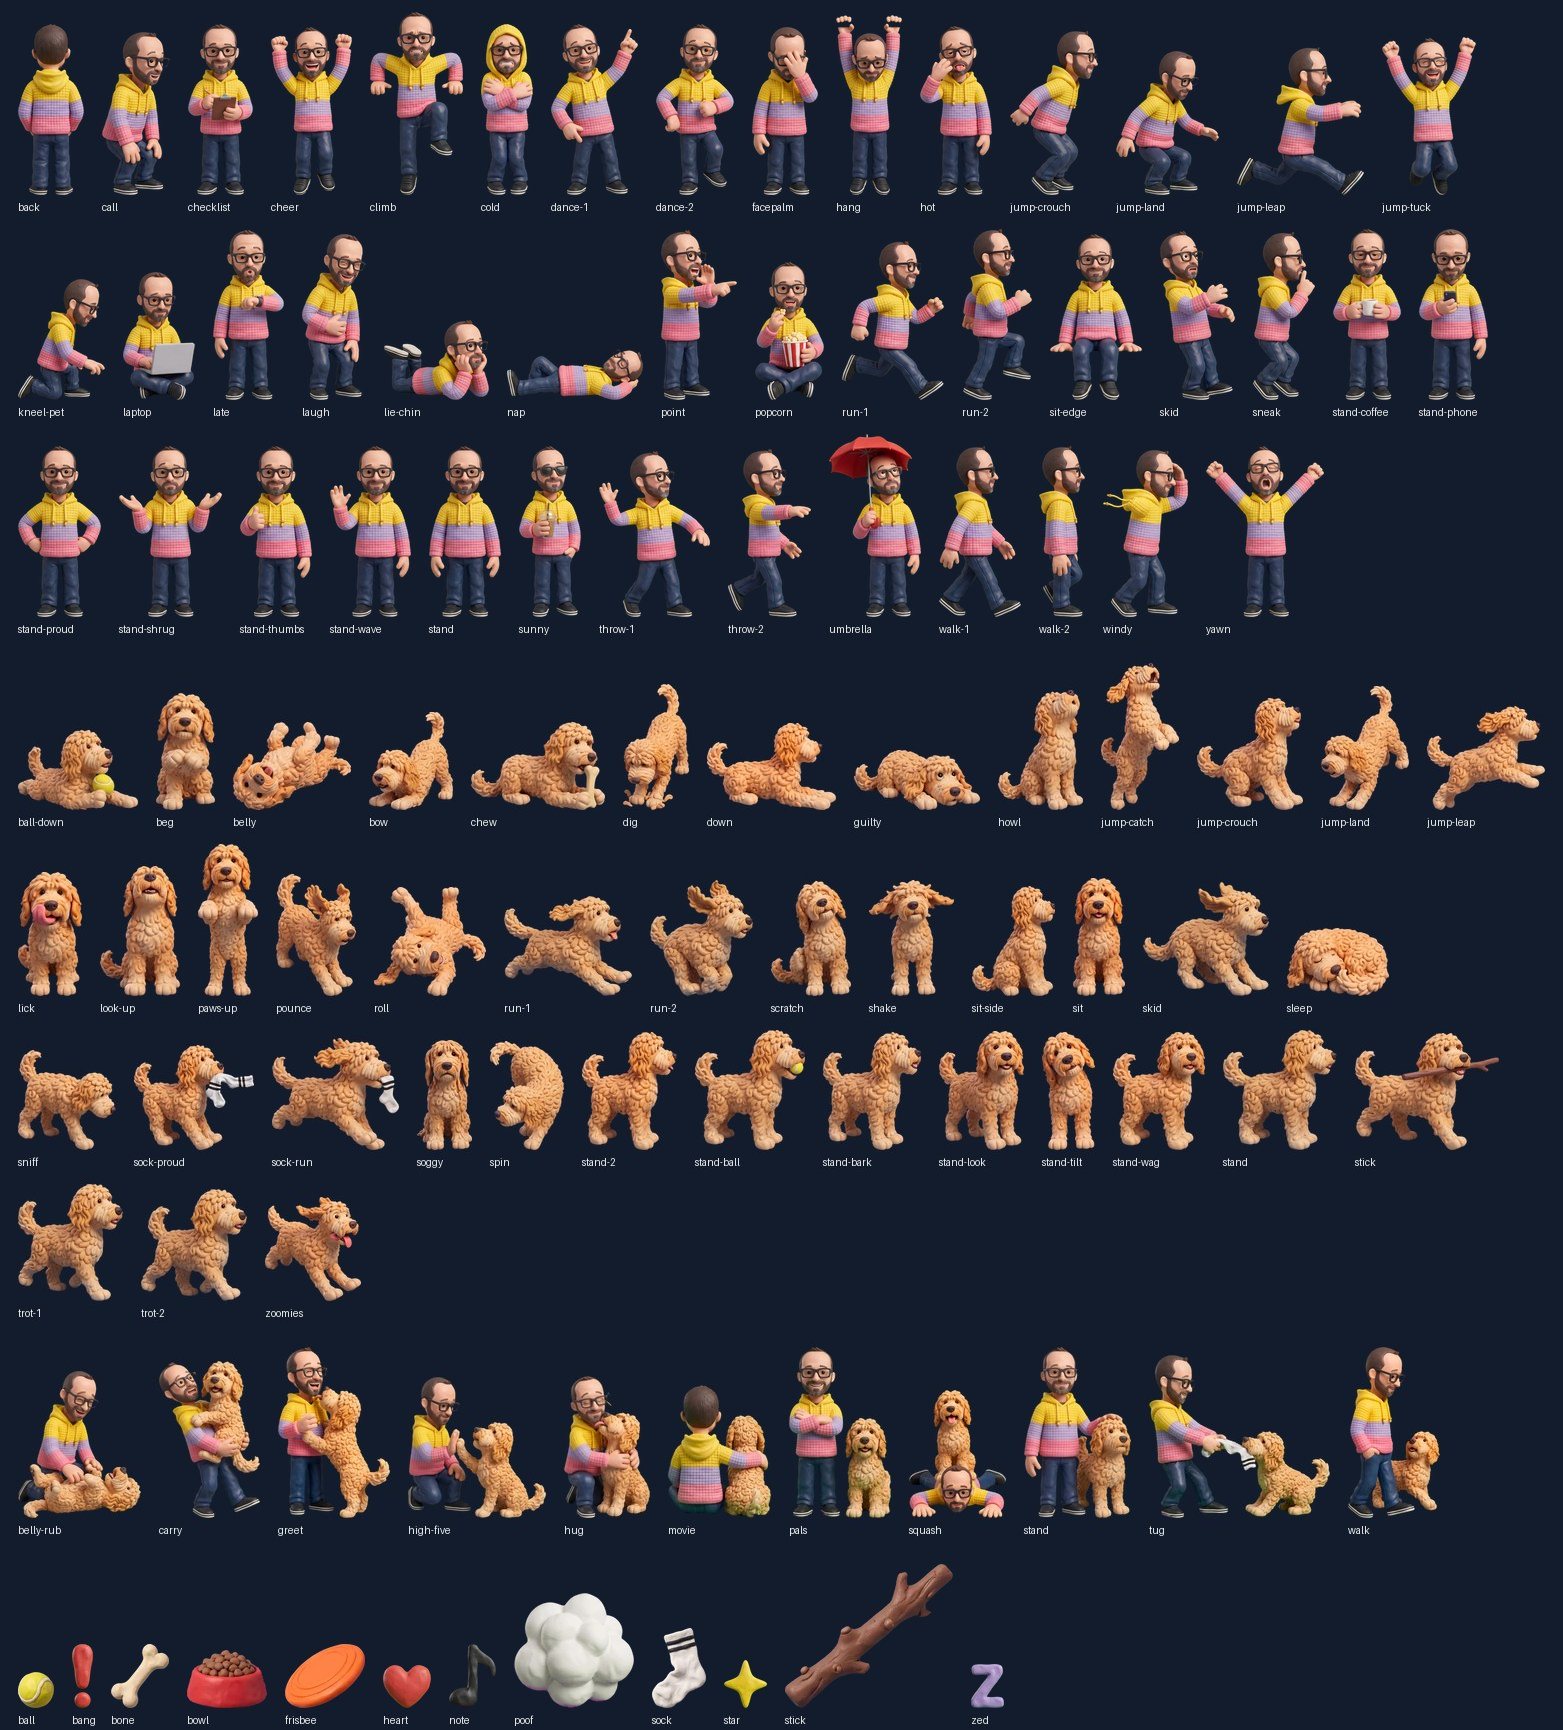 back call checklist cheer climb cold dance-1 dance-2 facepalm hang hot jump-crouch jump-land jump-leap jump-tuck
kneel-pet laptop late laugh lie-chin nap point popcorn run-1 run-2 sit-edge skid sneak stand-coffee stand-phone
stand-proud stand-shrug stand-thumbs stand-wave stand sunny throw-1 throw-2 umbrella walk-1 walk-2 windy yawn
ball-down beg belly bow chew dig down guilty howl jump-catch jump-crouch jump-land jump-leap
lick look-up paws-up pounce roll run-1 run-2 scratch shake sit-side sit skid sleep
sniff sock-proud sock-run soggy spin stand-2 stand-ball stand-bark stand-look stand-tilt stand-wag stand stick
trot-1 trot-2 zoomies
belly-rub carry greet high-five hug movie pals squash stand tug walk
ball bang bone bowl frisbee heart note poof sock star stick zed